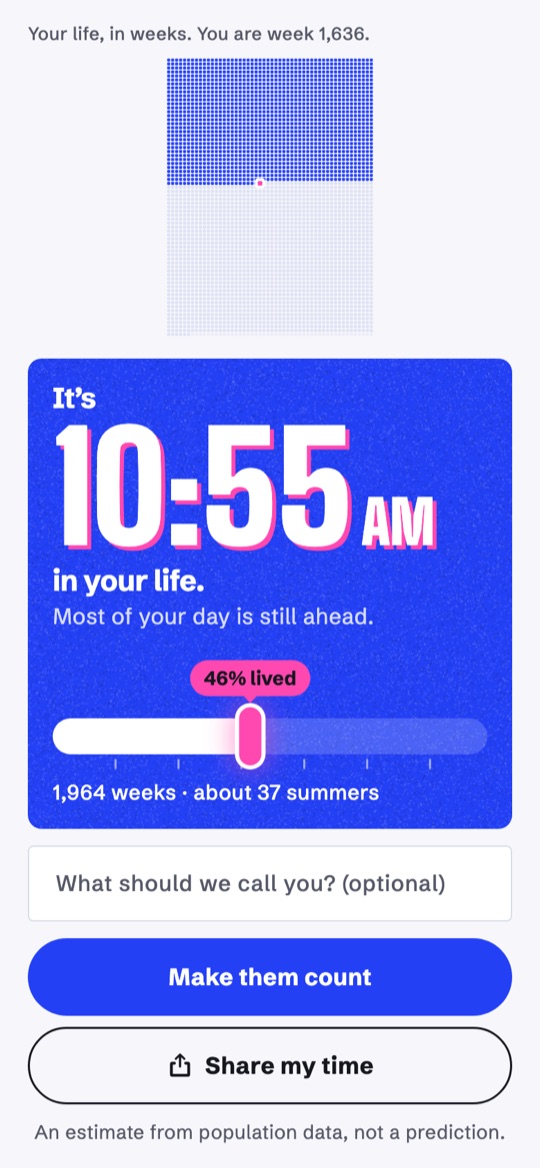 Your life, in weeks. You are week 1,636.
It's
10:55 AM
in your life.
Most of your day is still ahead.
46% lived
1,964 weeks · about 37 summers
What should we call you? (optional)
Make them count
Share my time
An estimate from population data, not a prediction.